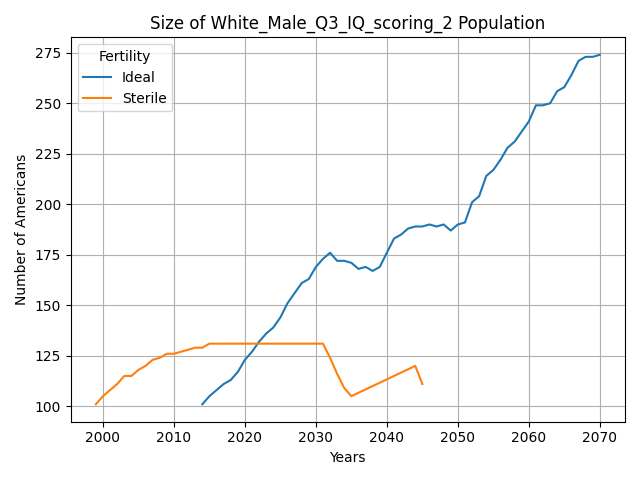 Size of White_Male_Q3_IQ_scoring_2 Population
Fertility
Ideal
Sterile
Number of Americans
275
250
225
200
175
150
125
100
2000 2010 2020 2030 2040 2050 2060 2070
Years